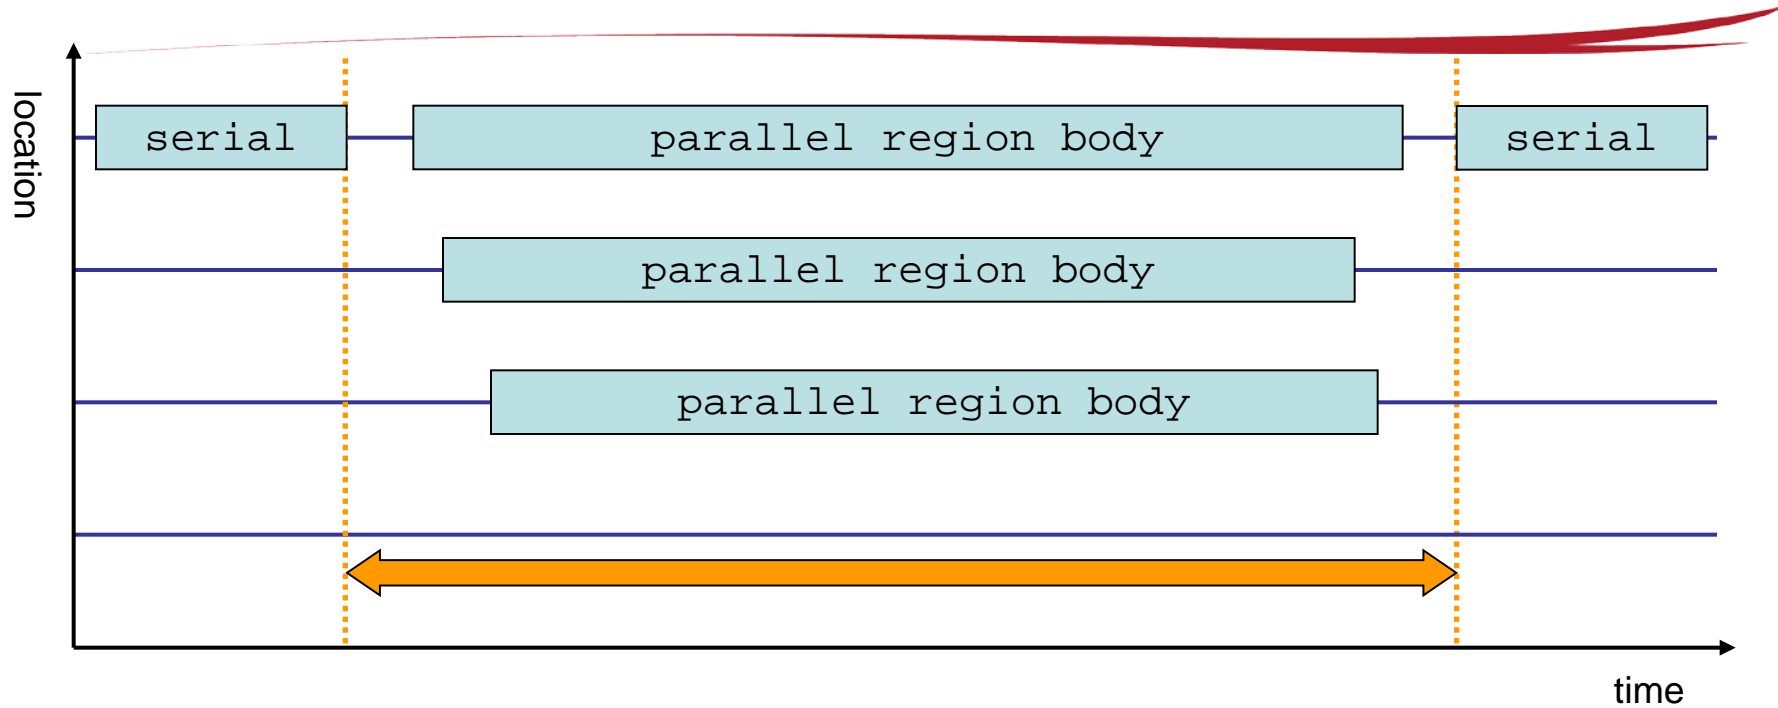 location
serial
parallel region body
serial
parallel region body
parallel region body
time